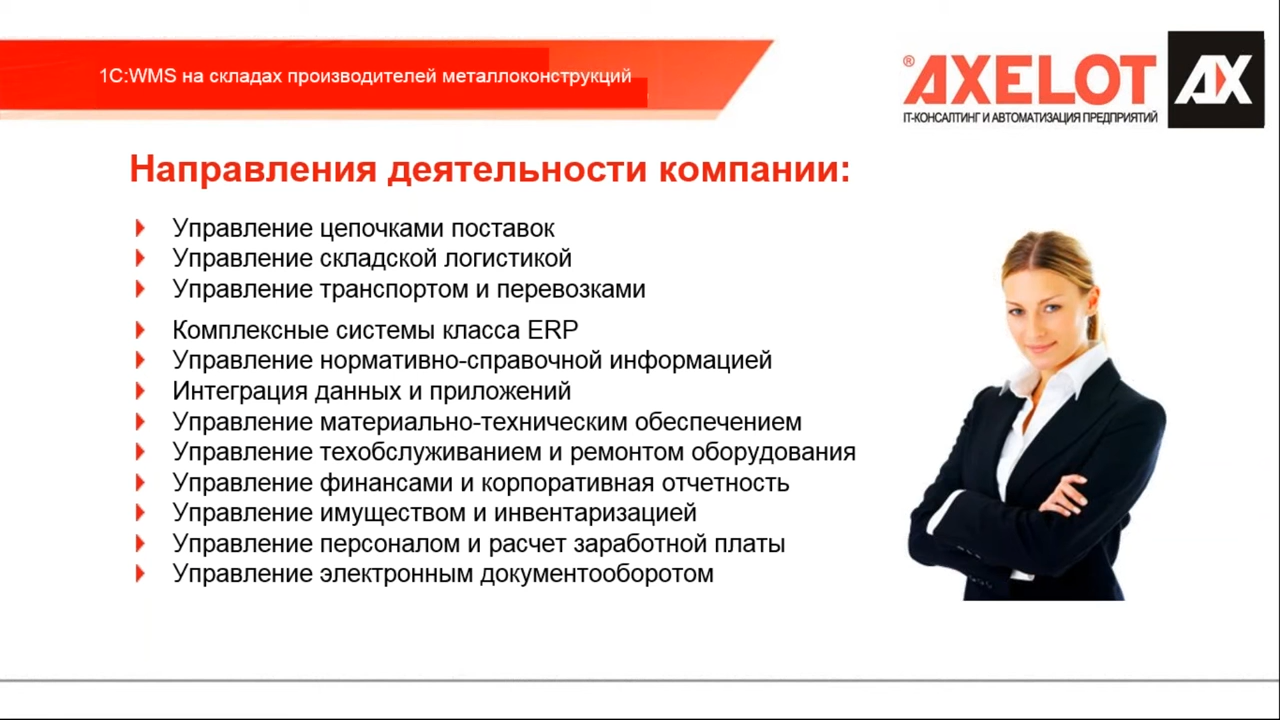 1С:WMS на складах производителей металлоконструкций
® AXELOT AX
IT-КОНСАЛТИНГ И АВТОМАТИЗАЦИЯ ПРЕДПРИЯТИЙ
Направления деятельности компании:
Управление цепочками поставок
Управление складской логистикой
Управление транспортом и перевозками
Комплексные системы класса ERP
Управление нормативно-справочной информацией
Интеграция данных и приложений
Управление материально-техническим обеспечением
Управление техобслуживанием и ремонтом оборудования
Управление финансами и корпоративная отчетность
Управление имуществом и инвентаризацией
Управление персоналом и расчет заработной платы
Управление электронным документооборотом